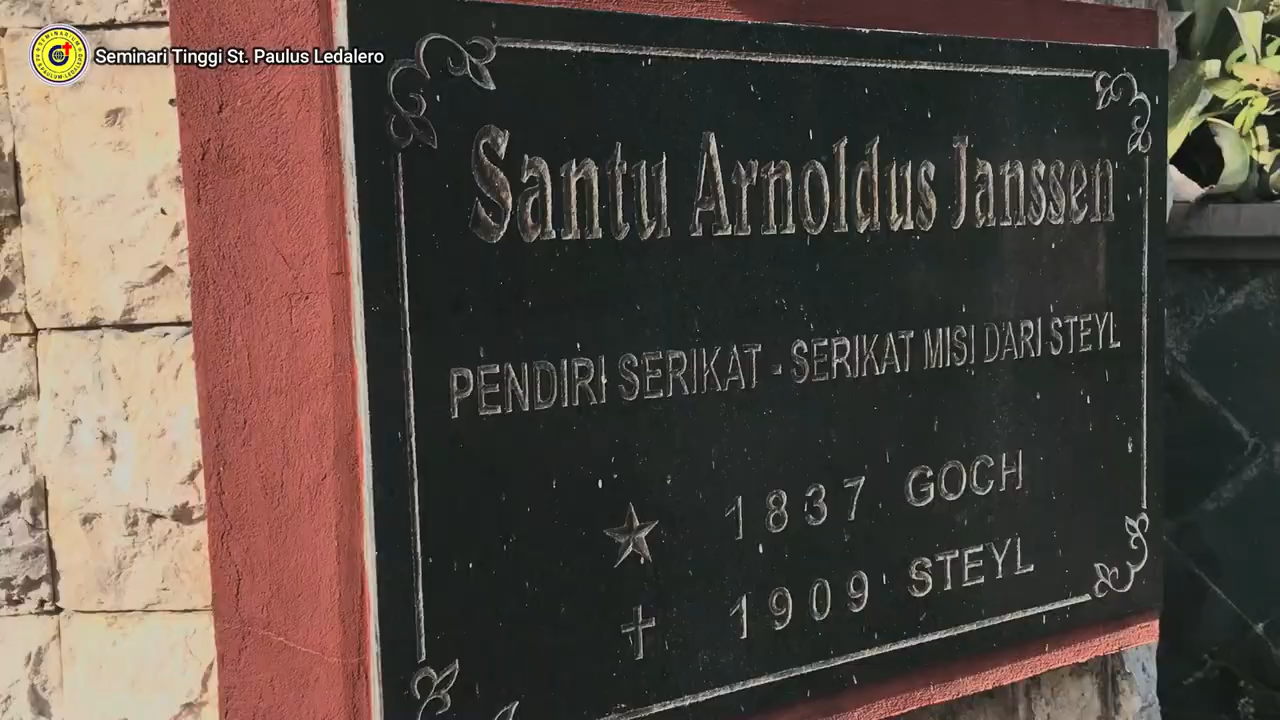 Seminari Tinggi St. Paulus Ledalero
Santu Arnoldus Janssen
PENDIRI SERIKAT - SERIKAT MISI DARI STEYL
1837 GOCH
1909 STEYL